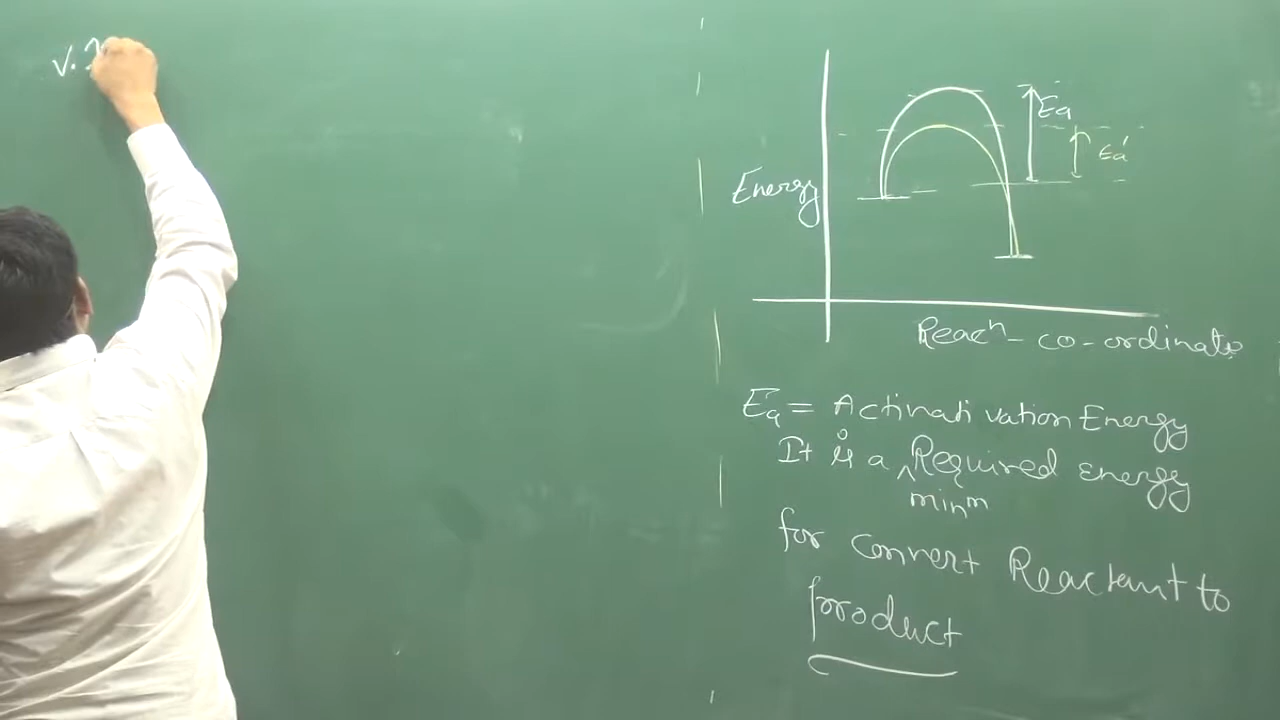 V.
Ea
Ea'
Energy
Reacn - co-ordinate
Ea = Activati vation Energy
It is a ^ Required energy
minm
for convert Reactant to
product